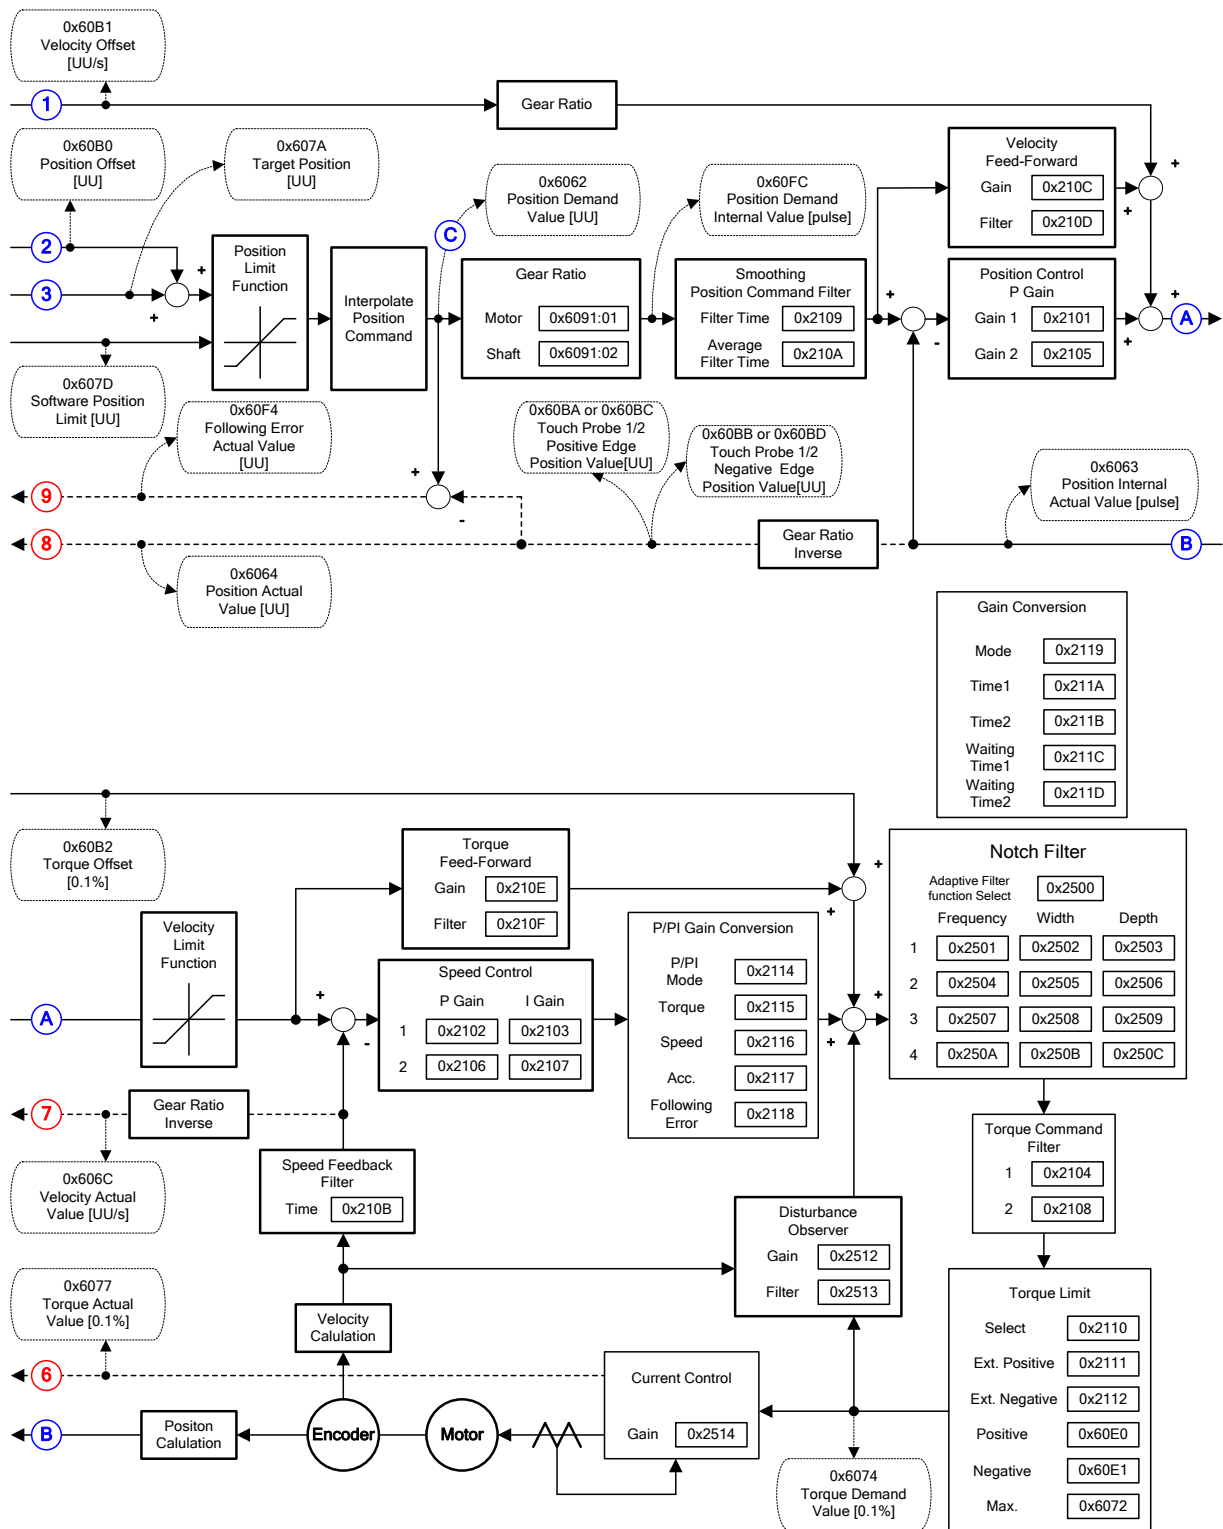 0x60B1
Velocity Offset
[UU/s]
1
Gear Ratio
0x60B0
Position Offset
[UU]
0x607A
Target Position
[UU]
0x6062
Position Demand
Value [UU]
0x60FC
Position Demand
Internal Value [pulse]
Velocity
Feed-Forward
Gain 0x210C
Filter 0x210D
+
+
2
3
+
+
Position
Limit
Function
Interpolate
Position
Command
C
Gear Ratio
Motor 0x6091:01
Shaft 0x6091:02
Smoothing
Position Command Filter
Filter Time 0x2109
Average
Filter Time 0x210A
+
-
Position Control
P Gain
Gain 1 0x2101
Gain 2 0x2105
+
+
A
0x607D
Software Position
Limit [UU]
0x60F4
Following Error
Actual Value
[UU]
0x60BA or 0x60BC
Touch Probe 1/2
Positive Edge
Position Value[UU]
0x60BB or 0x60BD
Touch Probe 1/2
Negative Edge
Position Value[UU]
0x6063
Position Internal
Actual Value [pulse]
9
+
-
8
Gear Ratio
Inverse
B
0x6064
Position Actual
Value [UU]
Gain Conversion
Mode 0x2119
Time1 0x211A
Time2 0x211B
Waiting
Time1 0x211C
Waiting
Time2 0x211D
0x60B2
Torque Offset
[0.1%]
Torque
Feed-Forward
Gain 0x210E
Filter 0x210F
+
+
Notch Filter
Adaptive Filter
function Select 0x2500
Frequency Width Depth
1 0x2501 0x2502 0x2503
2 0x2504 0x2505 0x2506
3 0x2507 0x2508 0x2509
4 0x250A 0x250B 0x250C
Velocity
Limit
Function
A
+
-
Speed Control
P Gain I Gain
1 0x2102 0x2103
2 0x2106 0x2107
P/PI Gain Conversion
P/PI
Mode 0x2114
Torque 0x2115
Speed 0x2116
Acc. 0x2117
Following
Error 0x2118
+
+
7
Gear Ratio
Inverse
0x606C
Velocity Actual
Value [UU/s]
Speed Feedback
Filter
Time 0x210B
Torque Command
Filter
1 0x2104
2 0x2108
Disturbance
Observer
Gain 0x2512
Filter 0x2513
0x6077
Torque Actual
Value [0.1%]
Velocity
Calulation
6
Current Control
Gain 0x2514
Torque Limit
Select 0x2110
Ext. Positive 0x2111
Ext. Negative 0x2112
Positive 0x60E0
Negative 0x60E1
Max. 0x6072
B
Positon
Calulation
Encoder
Motor
0x6074
Torque Demand
Value [0.1%]